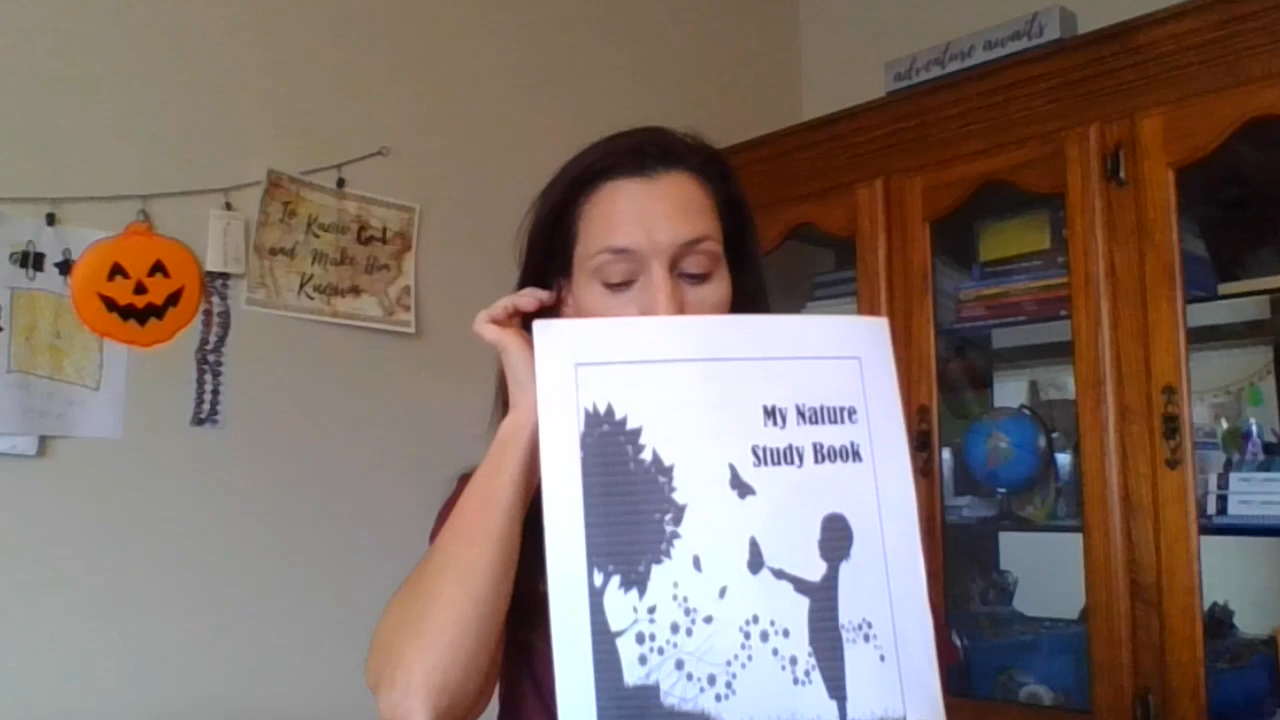 adventure awaits
To Know God
and Make Him
Known
My Nature
Study Book